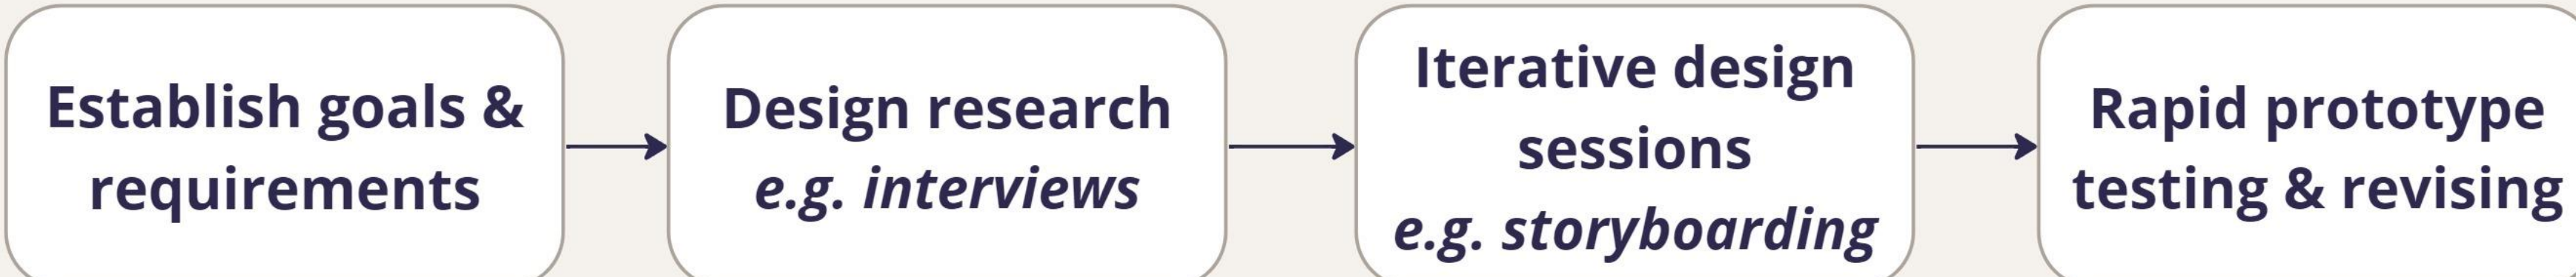 Establish goals &
requirements
Design research
e.g. interviews
Iterative design
sessions
e.g. storyboarding
Rapid prototype
testing & revising